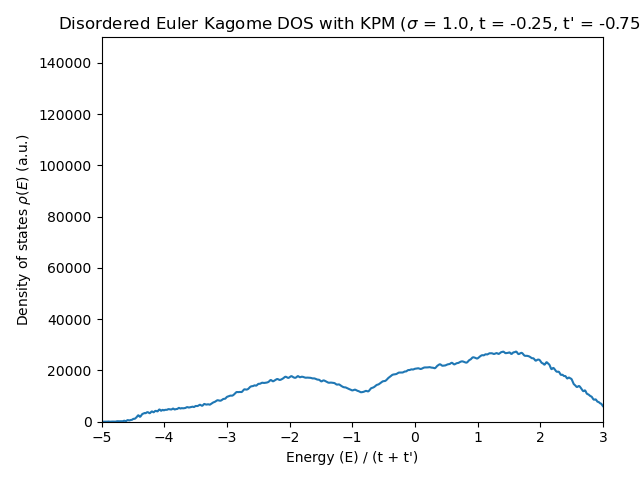 Disordered Euler Kagome DOS with KPM (σ = 1.0, t = -0.25, t' = -0.75
140000
120000
100000
80000
60000
40000
20000
0
Density of states ρ(E) (a.u.)
−5 −4 −3 −2 −1 0 1 2 3
Energy (E) / (t + t')